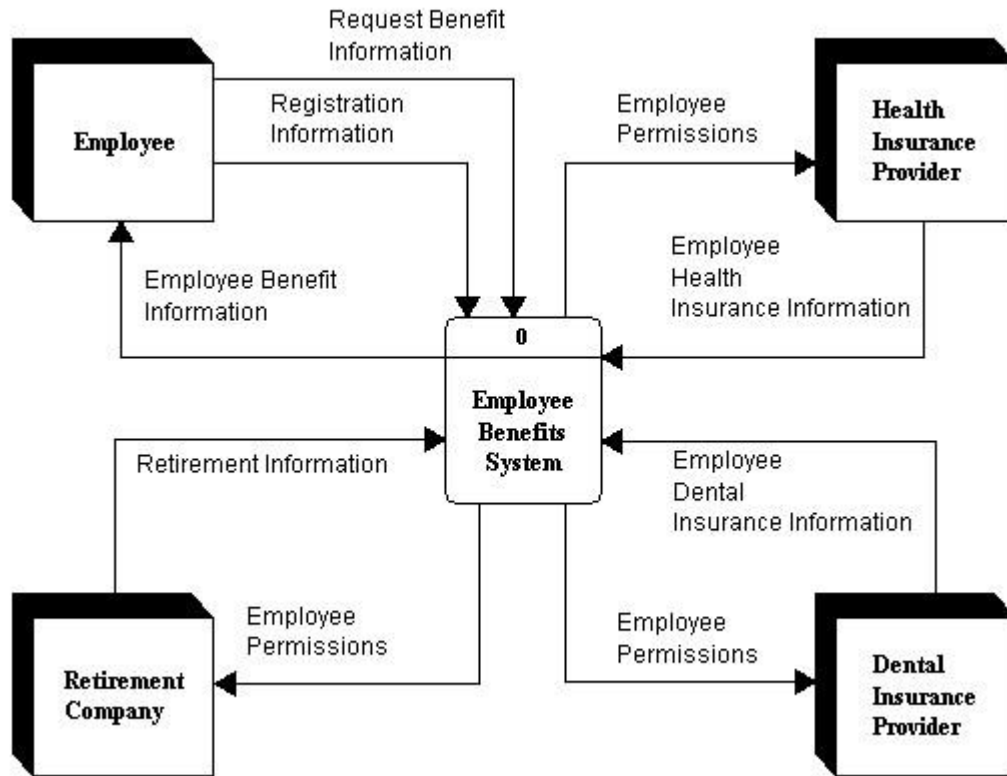 Request Benefit
Information
Registration
Information
Employee
Employee
Permissions
Health
Insurance
Provider
Employee Benefit
Information
Employee
Health
Insurance Information
0
Employee
Benefits
System
Retirement Information
Employee
Dental
Insurance Information
Employee
Permissions
Employee
Permissions
Retirement
Company
Dental
Insurance
Provider